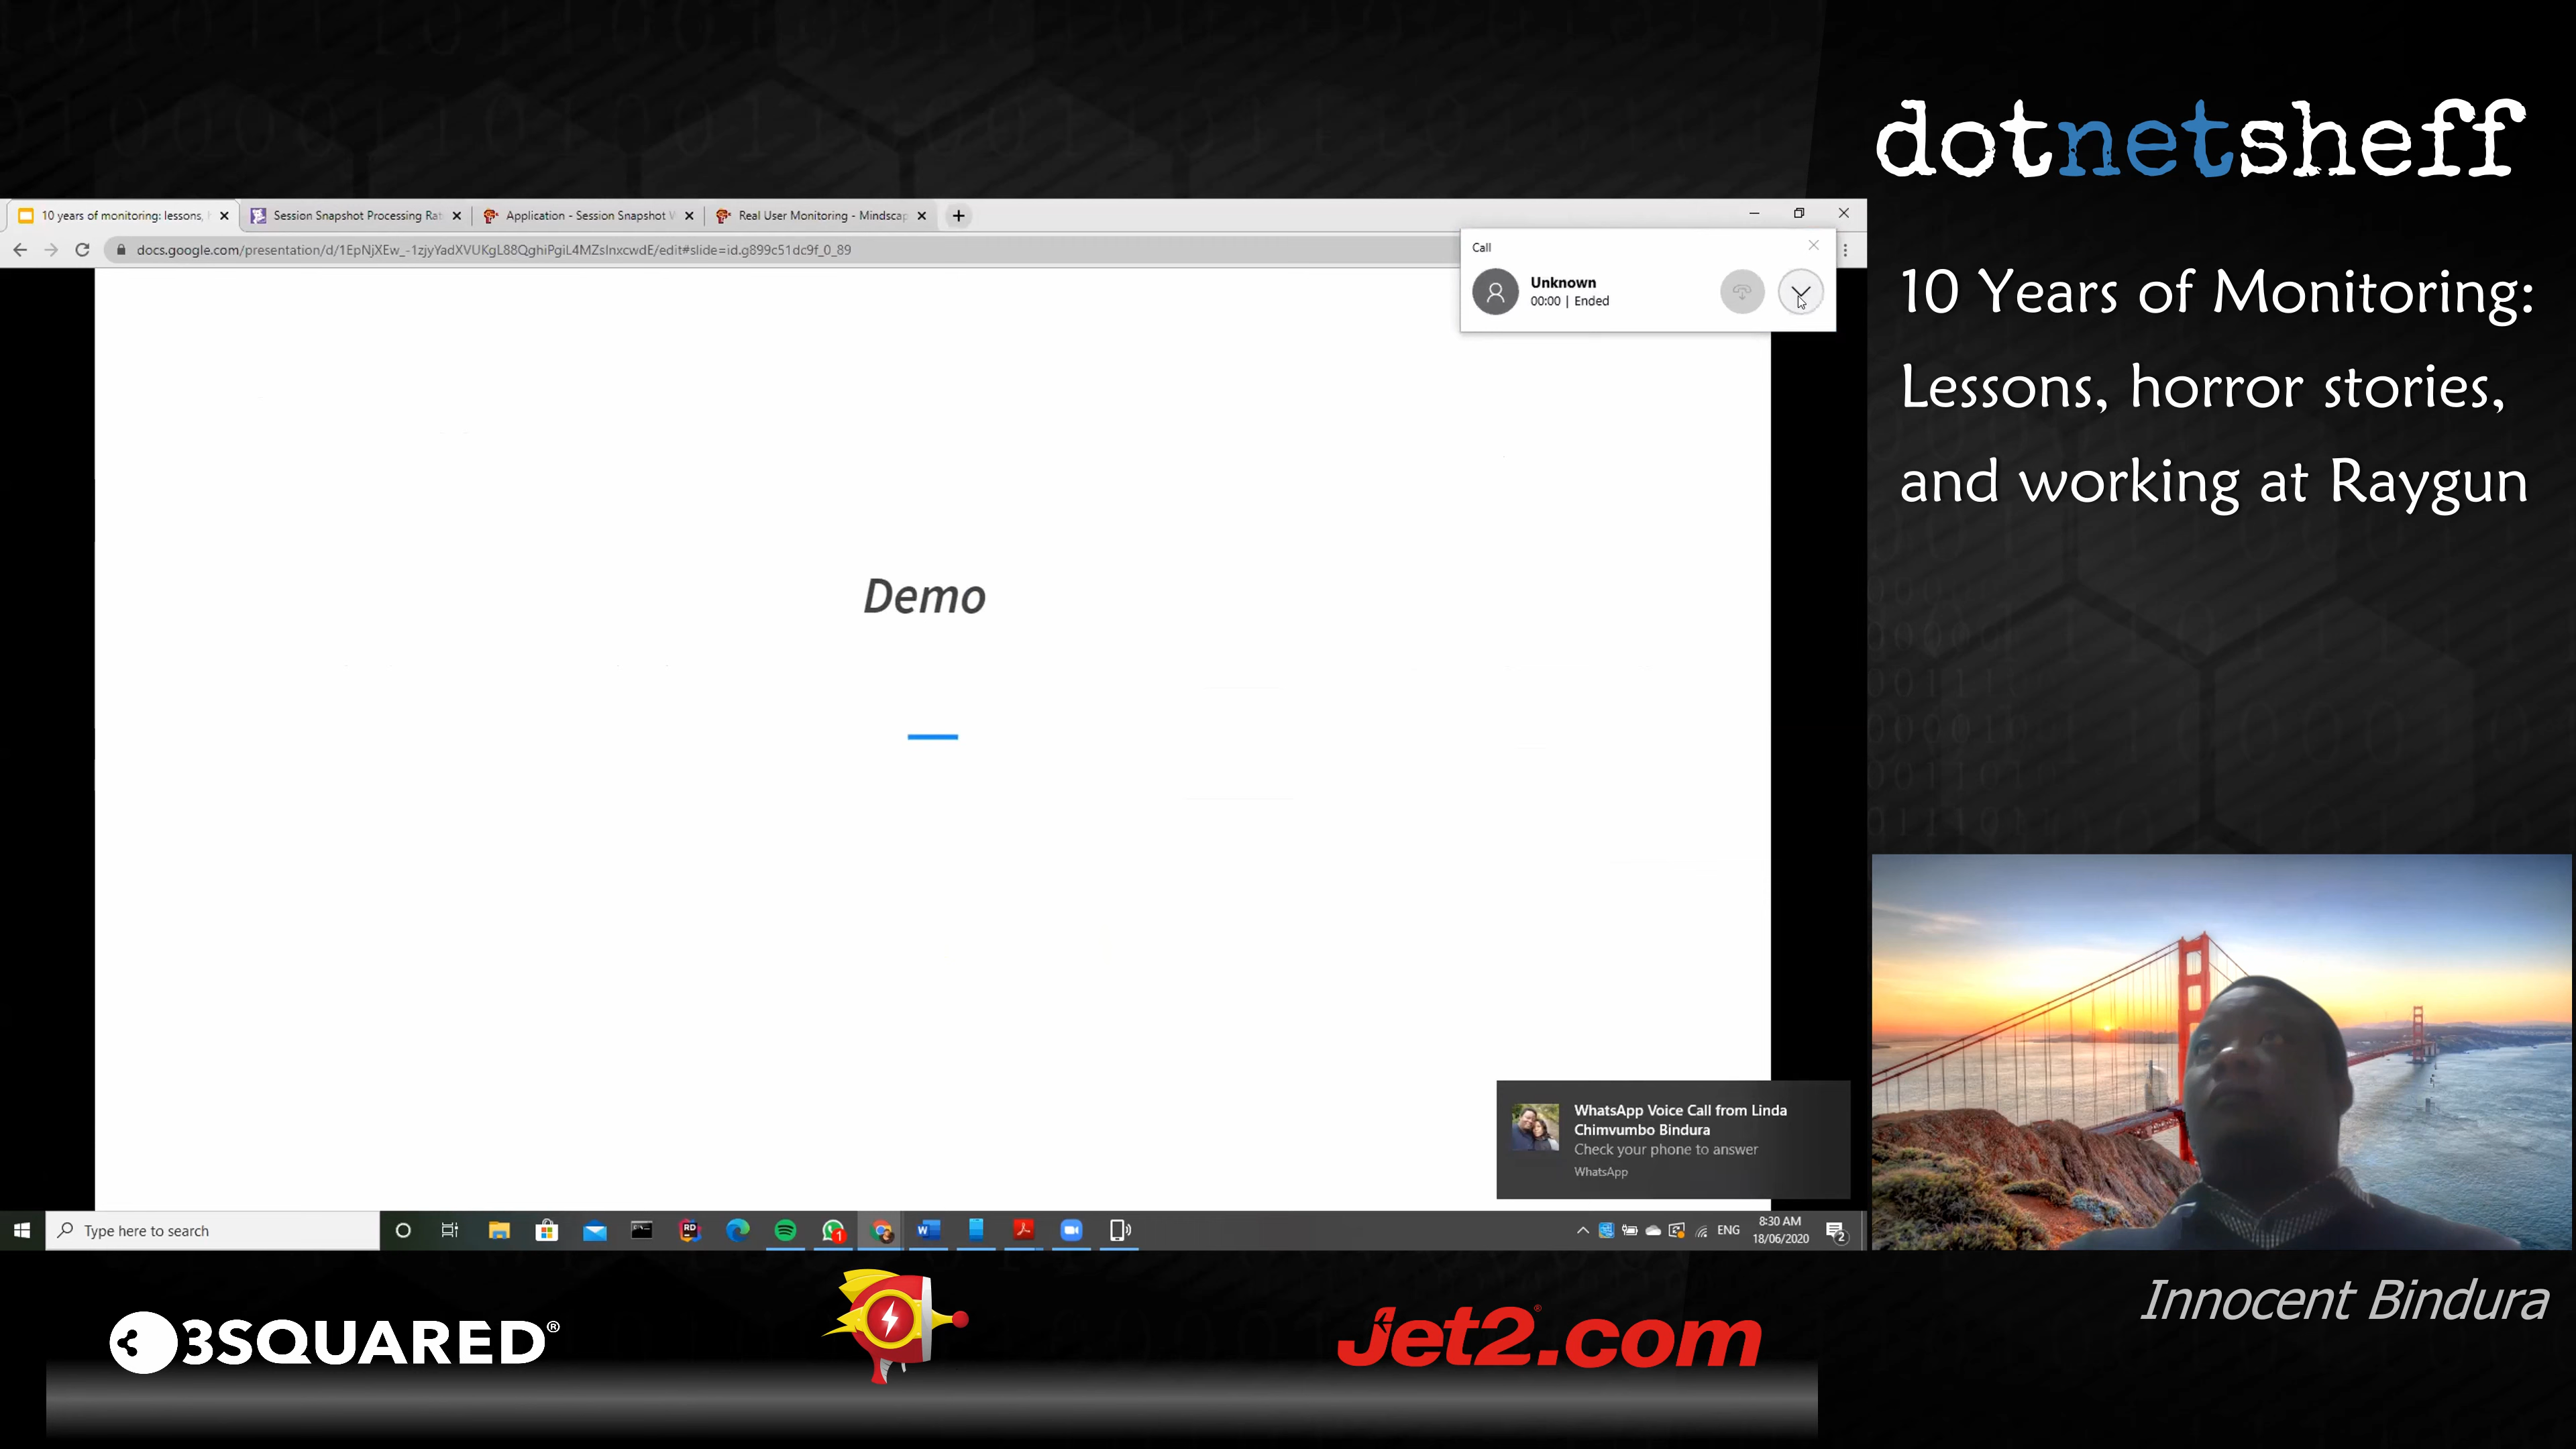 dotnetsheff
10 Years of Monitoring:
Lessons, horror stories,
and working at Raygun
10 years of monitoring: lessons,
Session Snapshot Processing Rat
Application - Session Snapshot
Real User Monitoring - Mindscap
docs.google.com/presentation/d/1EpNjXEw_-1zjyYadXVUKgL88QghiPgiL4MZsInxcwdE/edit#slide=id.g899c51dc9f_0_89
Call
Unknown
00:00 | Ended
Demo
WhatsApp Voice Call from Linda
Chimvumbo Bindura
Check your phone to answer
WhatsApp
Type here to search
RD
1
ENG
8:30 AM
18/06/2020
2
Innocent Bindura
3SQUARED®
Jet2.com